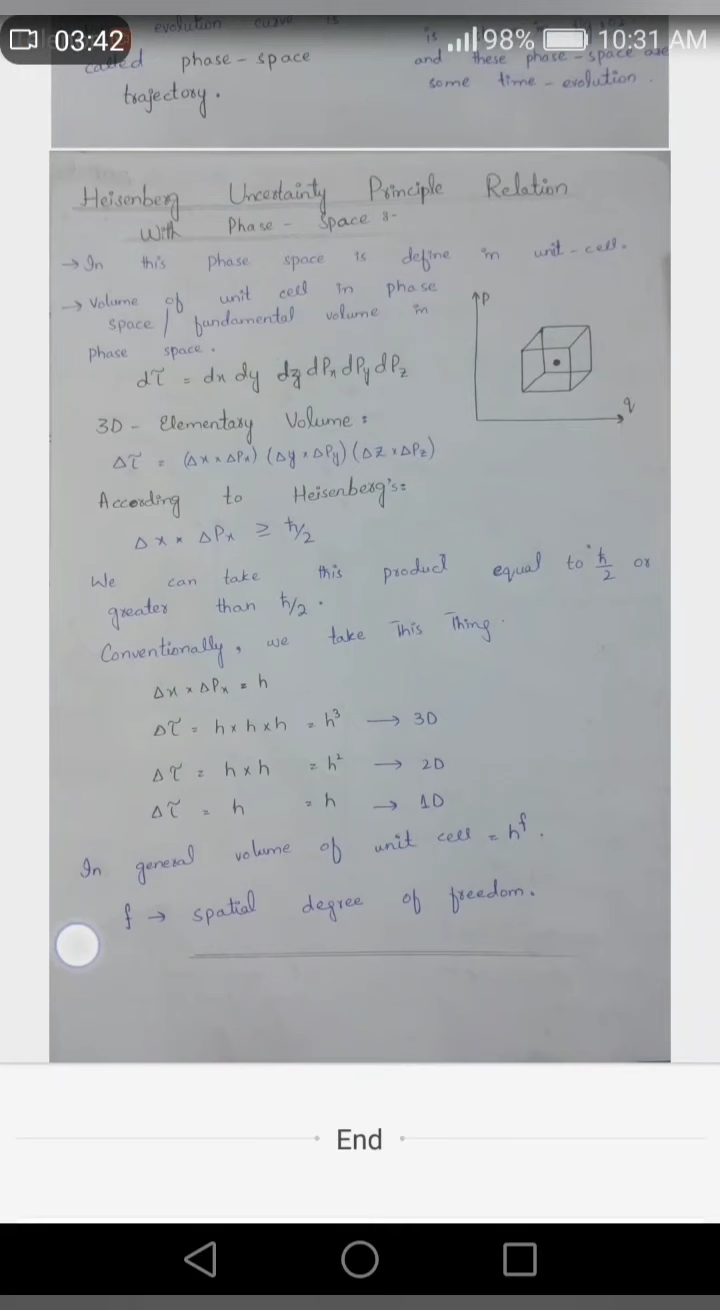 03:42
98%
10:31 AM
evolution curve is
called phase - space
trajectory.
is
and these phase - space are
some time - evolution.
Heisenberg Uncertainty Principle Relation
With Phase - Space :-
→ In this phase space is define in unit - cell.
→ Volume of unit cell in phase
space / fundamental volume in
phase space.
dτ = dx dy dz dPx dPy dPz
P
q
3D - Elementary Volume :
Δτ = (Δx × ΔPx) (Δy × ΔPy) (Δz × ΔPz)
According to Heisenberg's:
Δx × ΔPx ≥ ħ/2
We can take this product equal to ħ/2 or
greater than ħ/2.
Conventionally, we take This Thing.
Δx × ΔPx = h
Δτ = h × h × h = h³ → 3D
Δτ = h × h = h² → 2D
Δτ = h = h → 1D
In general volume of unit cell = hᶠ.
f → spatial degree of freedom.
End